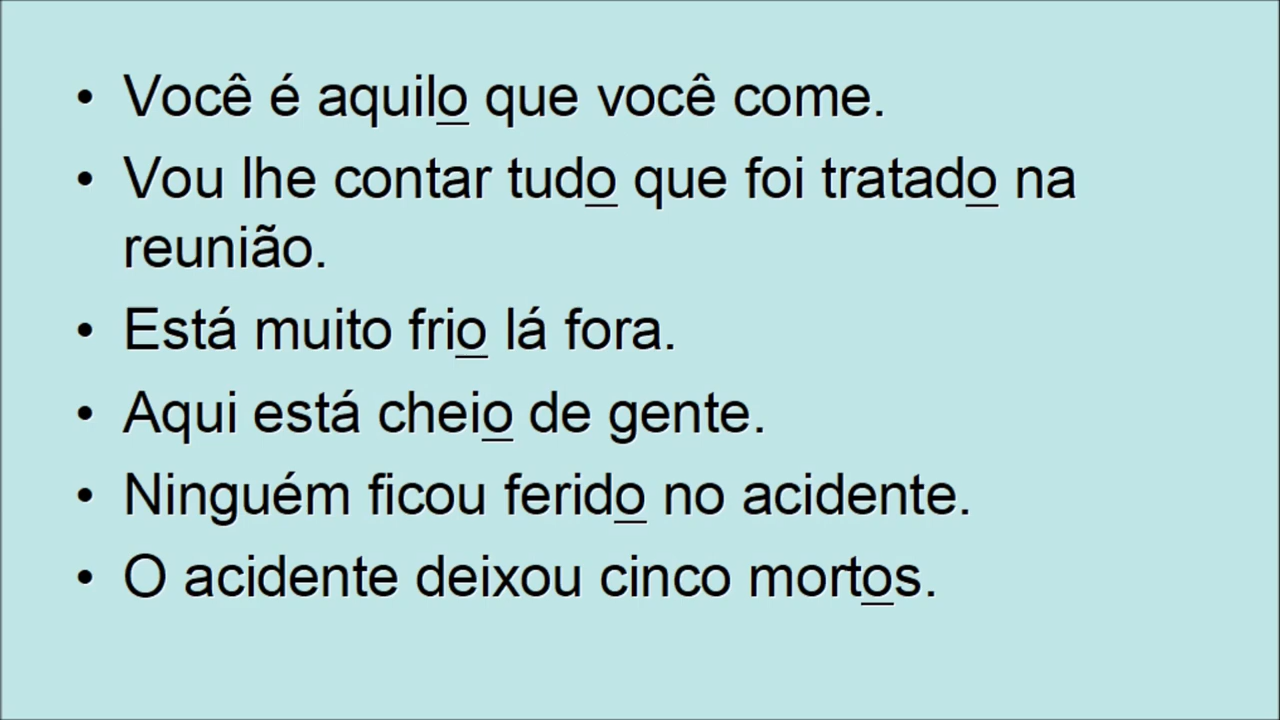 • Você é aquilo que você come.
• Vou lhe contar tudo que foi tratado na
reunião.
• Está muito frio lá fora.
• Aqui está cheio de gente.
• Ninguém ficou ferido no acidente.
• O acidente deixou cinco mortos.